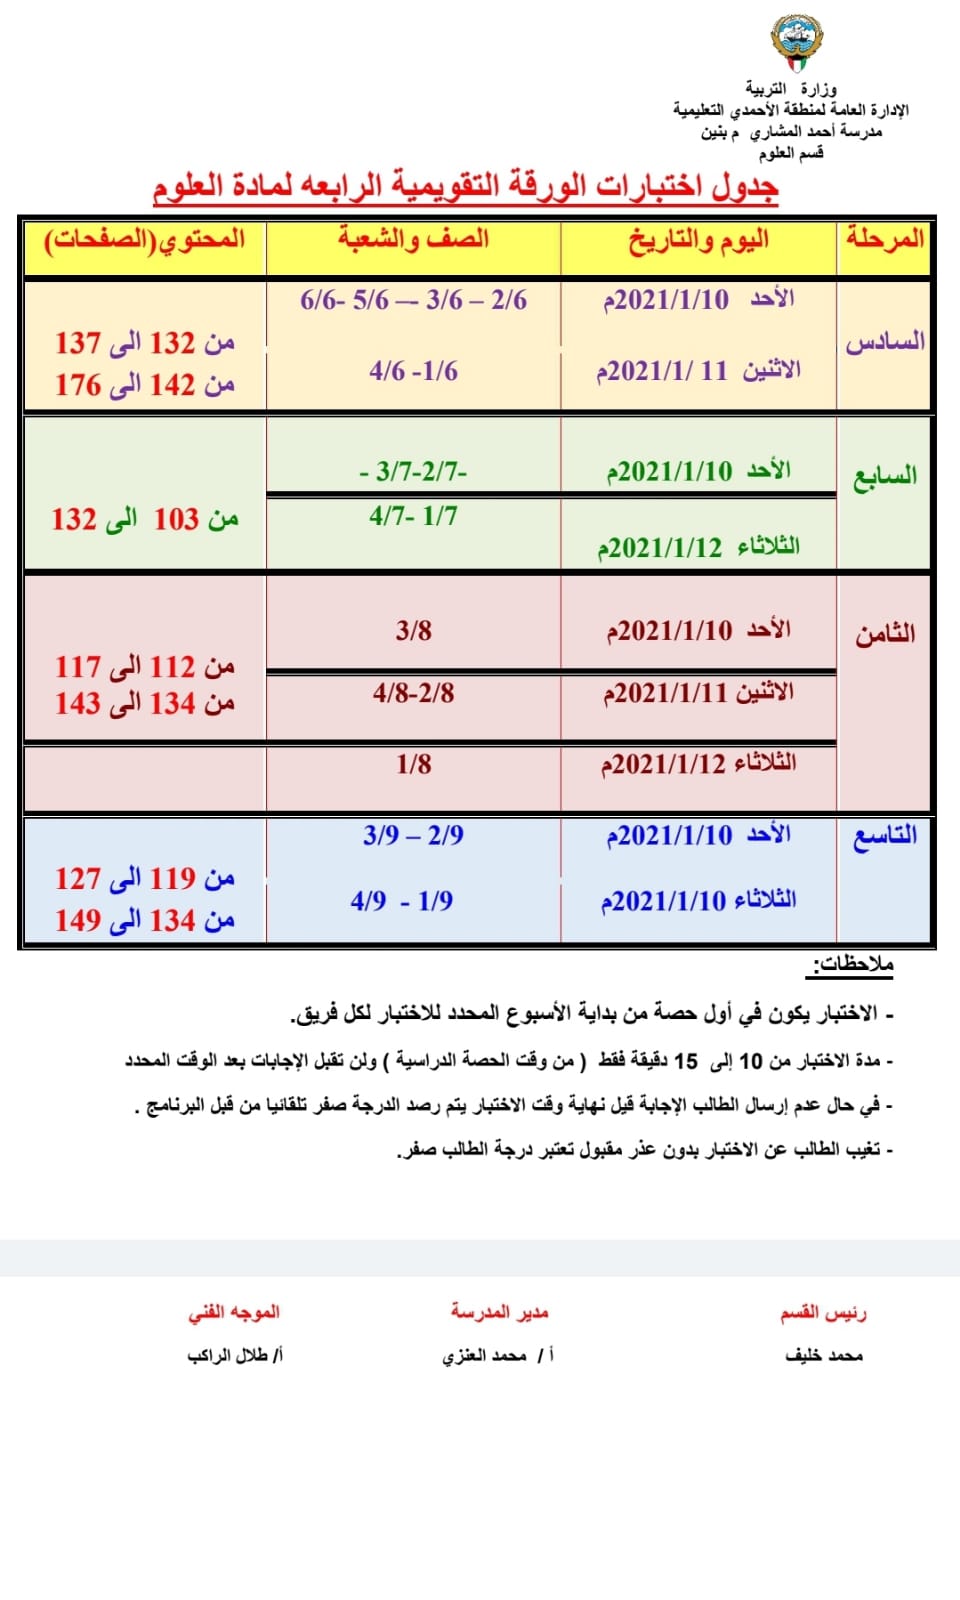 وزارة التربية
الإدارة العامة لمنطقة الأحمدي التعليمية
مدرسة أحمد المشاري م بنين
قسم العلوم
جدول اختبارات الورقة التقويمية الرابعه لمادة العلوم
المرحلة اليوم والتاريخ الصف والشعبة المحتوي(الصفحات)
السادس
الأحد 2021/1/10م 2/6 – 3/6 –- 5/6 -6/6
الاثنين 11 /2021/1م 1/6- 4/6
من 132 الى 137
من 142 الى 176
السابع
الأحد 2021/1/10م -2/7-3/7 -
الثلاثاء 2021/1/12م 1/7 -4/7
من 103 الى 132
الثامن
الأحد 2021/1/10م 3/8
الاثنين 2021/1/11م 2/8-4/8
الثلاثاء 2021/1/12م 1/8
من 112 الى 117
من 134 الى 143
التاسع
الأحد 2021/1/10م 2/9 – 3/9
الثلاثاء 2021/1/10م 1/9 - 4/9
من 119 الى 127
من 134 الى 149
ملاحظات:
- الاختبار يكون في أول حصة من بداية الأسبوع المحدد للاختبار لكل فريق.
- مدة الاختبار من 10 إلى 15 دقيقة فقط ( من وقت الحصة الدراسية ) ولن تقبل الإجابات بعد الوقت المحدد
- في حال عدم إرسال الطالب الإجابة قيل نهاية وقت الاختبار يتم رصد الدرجة صفر تلقانيا من قبل البرنامج .
- تغيب الطالب عن الاختبار بدون عذر مقبول تعتبر درجة الطالب صفر.
رئيس القسم مدير المدرسة الموجه الفني
محمد خليف أ / محمد العنزي أ/ طلال الراكب